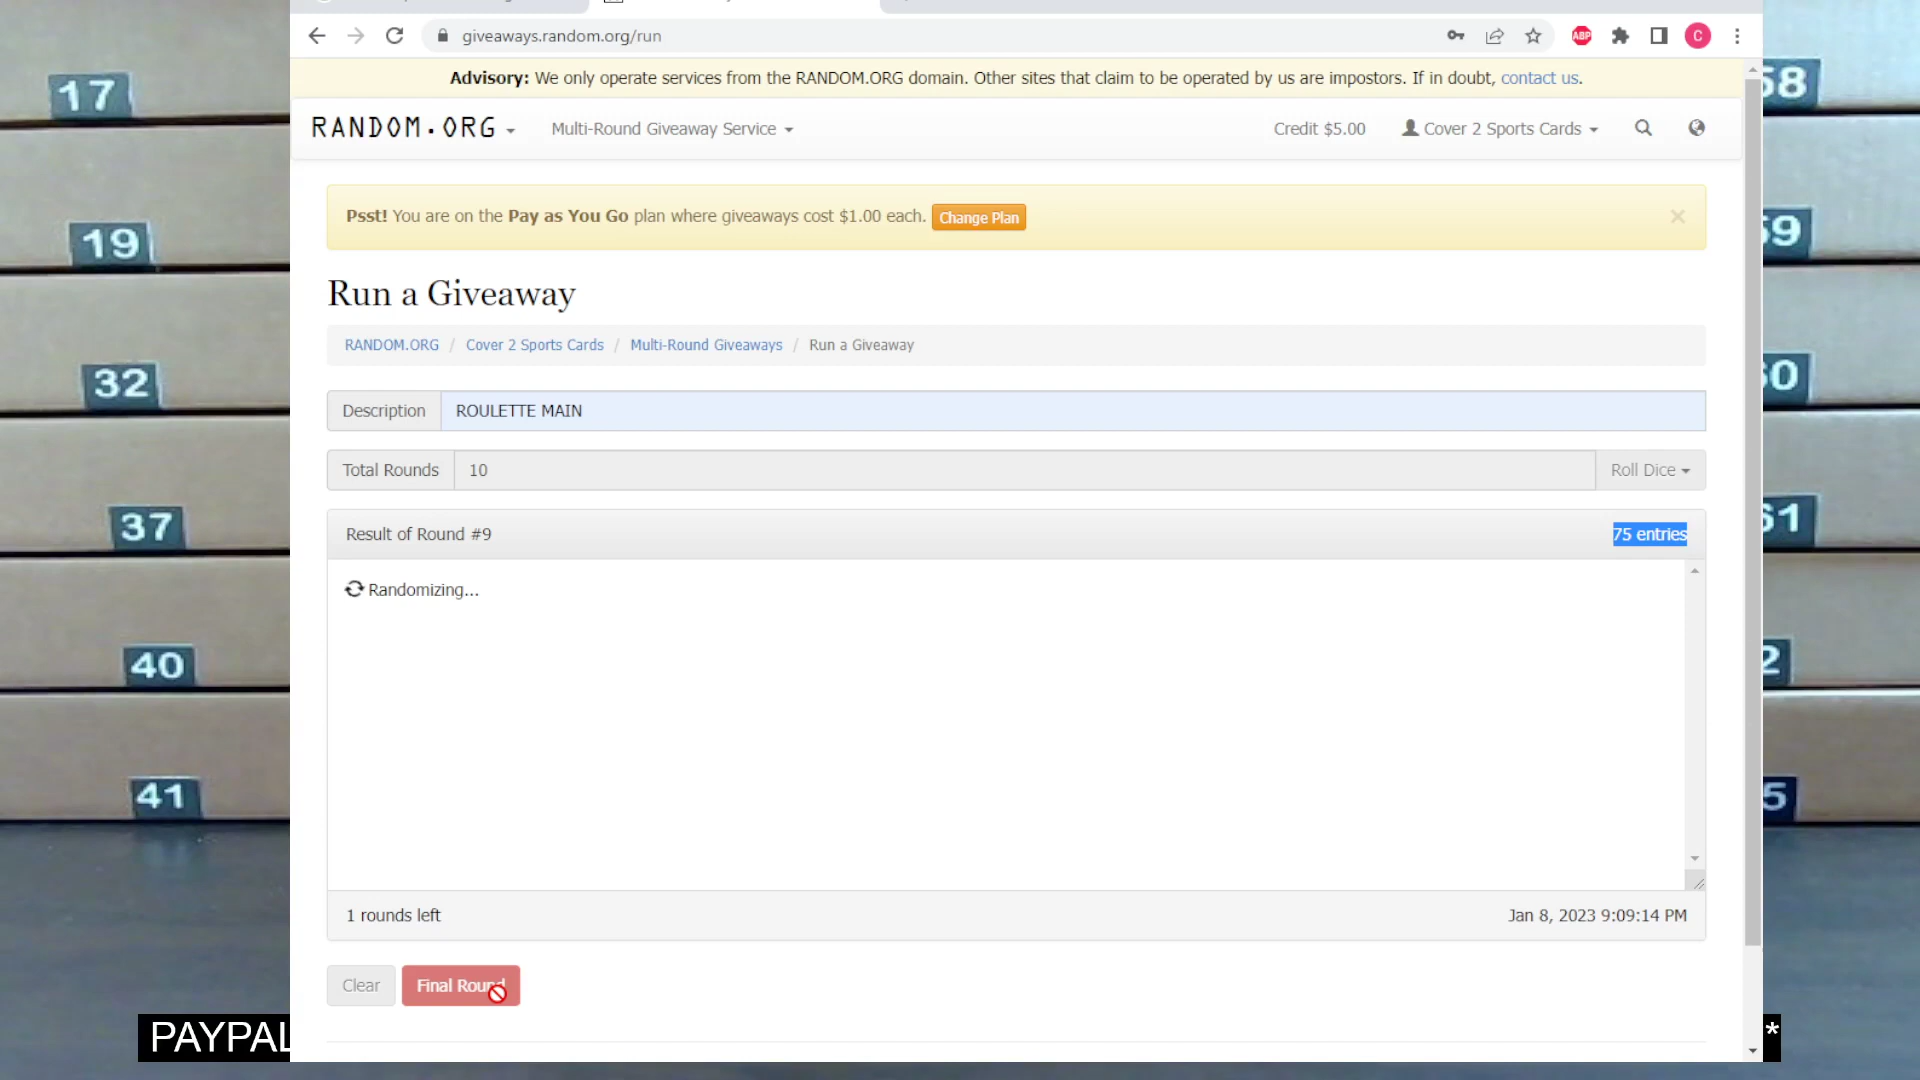 giveaways.random.org/run
ABP
C
Advisory: We only operate services from the RANDOM.ORG domain. Other sites that claim to be operated by us are impostors. If in doubt, contact us.
RANDOM.ORG
Multi-Round Giveaway Service
Credit $5.00
Cover 2 Sports Cards
Psst! You are on the Pay as You Go plan where giveaways cost $1.00 each. Change Plan
Run a Giveaway
RANDOM.ORG / Cover 2 Sports Cards / Multi-Round Giveaways / Run a Giveaway
Description ROULETTE MAIN
Total Rounds 10 Roll Dice
Result of Round #9 75 entries
Randomizing...
1 rounds left Jan 8, 2023 9:09:14 PM
Clear Final Round
17
19
32
37
40
41
58
59
60
61
2
5
PAYPAL
*